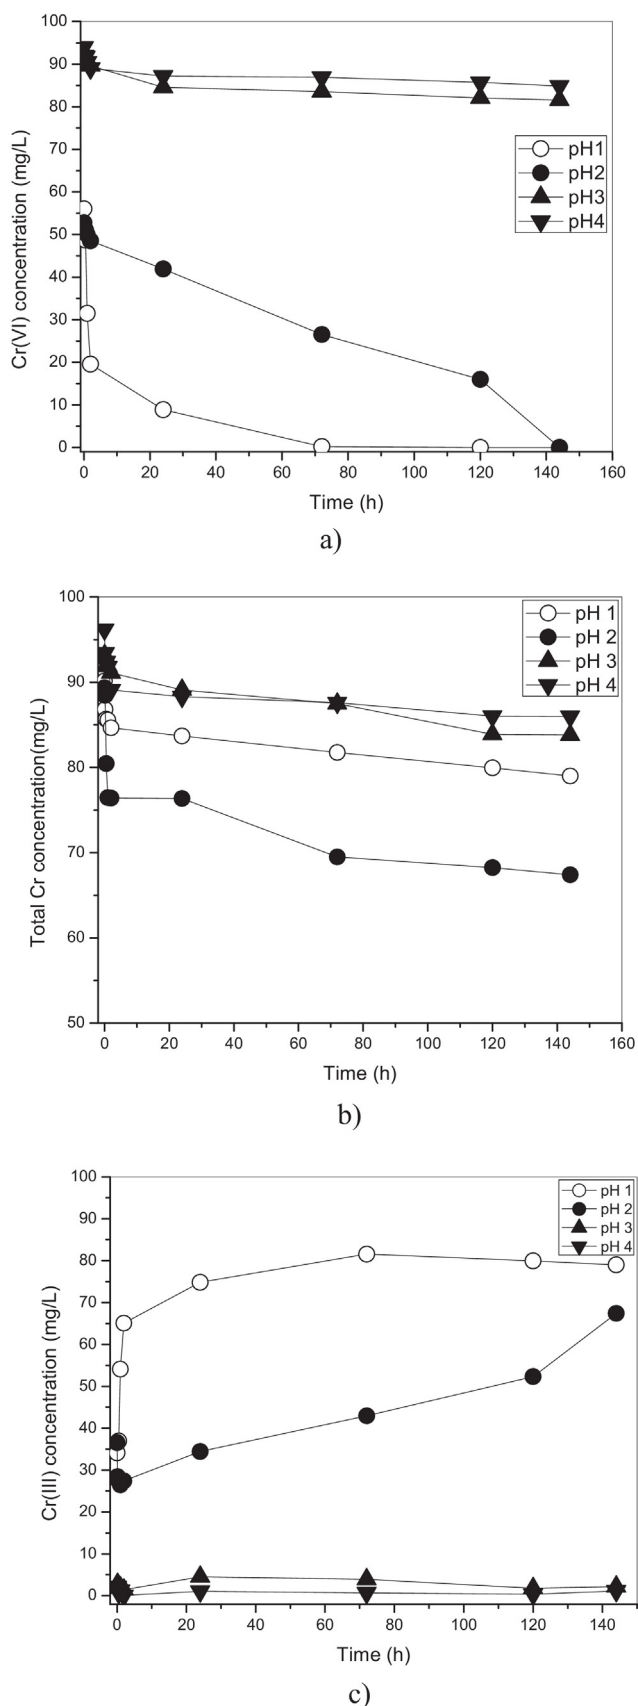 100
90
80
70
60
50
40
30
20
10
0
Cr(VI) concentration (mg/L)
pH1
pH2
pH3
pH4
0 20 40 60 80 100 120 140 160
Time (h)
a)
100
90
80
70
60
50
Total Cr concentration(mg/L)
pH 1
pH 2
pH 3
pH 4
0 20 40 60 80 100 120 140 160
Time (h)
b)
100
90
80
70
60
50
40
30
20
10
0
Cr(III) concentration (mg/L)
pH 1
pH 2
pH 3
pH 4
0 20 40 60 80 100 120 140
Time (h)
c)